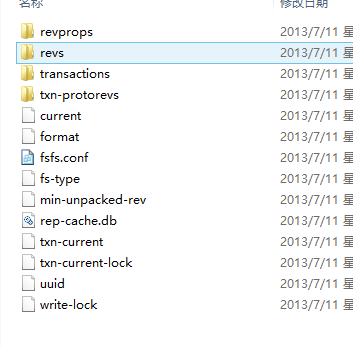 名称 修改日期
revprops 2013/7/11 星
revs 2013/7/11 星
transactions 2013/7/11 星
txn-protorevs 2013/7/11 星
current 2013/7/11 星
format 2013/7/11 星
fsfs.conf 2013/7/11 星
fs-type 2013/7/11 星
min-unpacked-rev 2013/7/11 星
rep-cache.db 2013/7/11 星
txn-current 2013/7/11 星
txn-current-lock 2013/7/11 星
uuid 2013/7/11 星
write-lock 2013/7/11 星